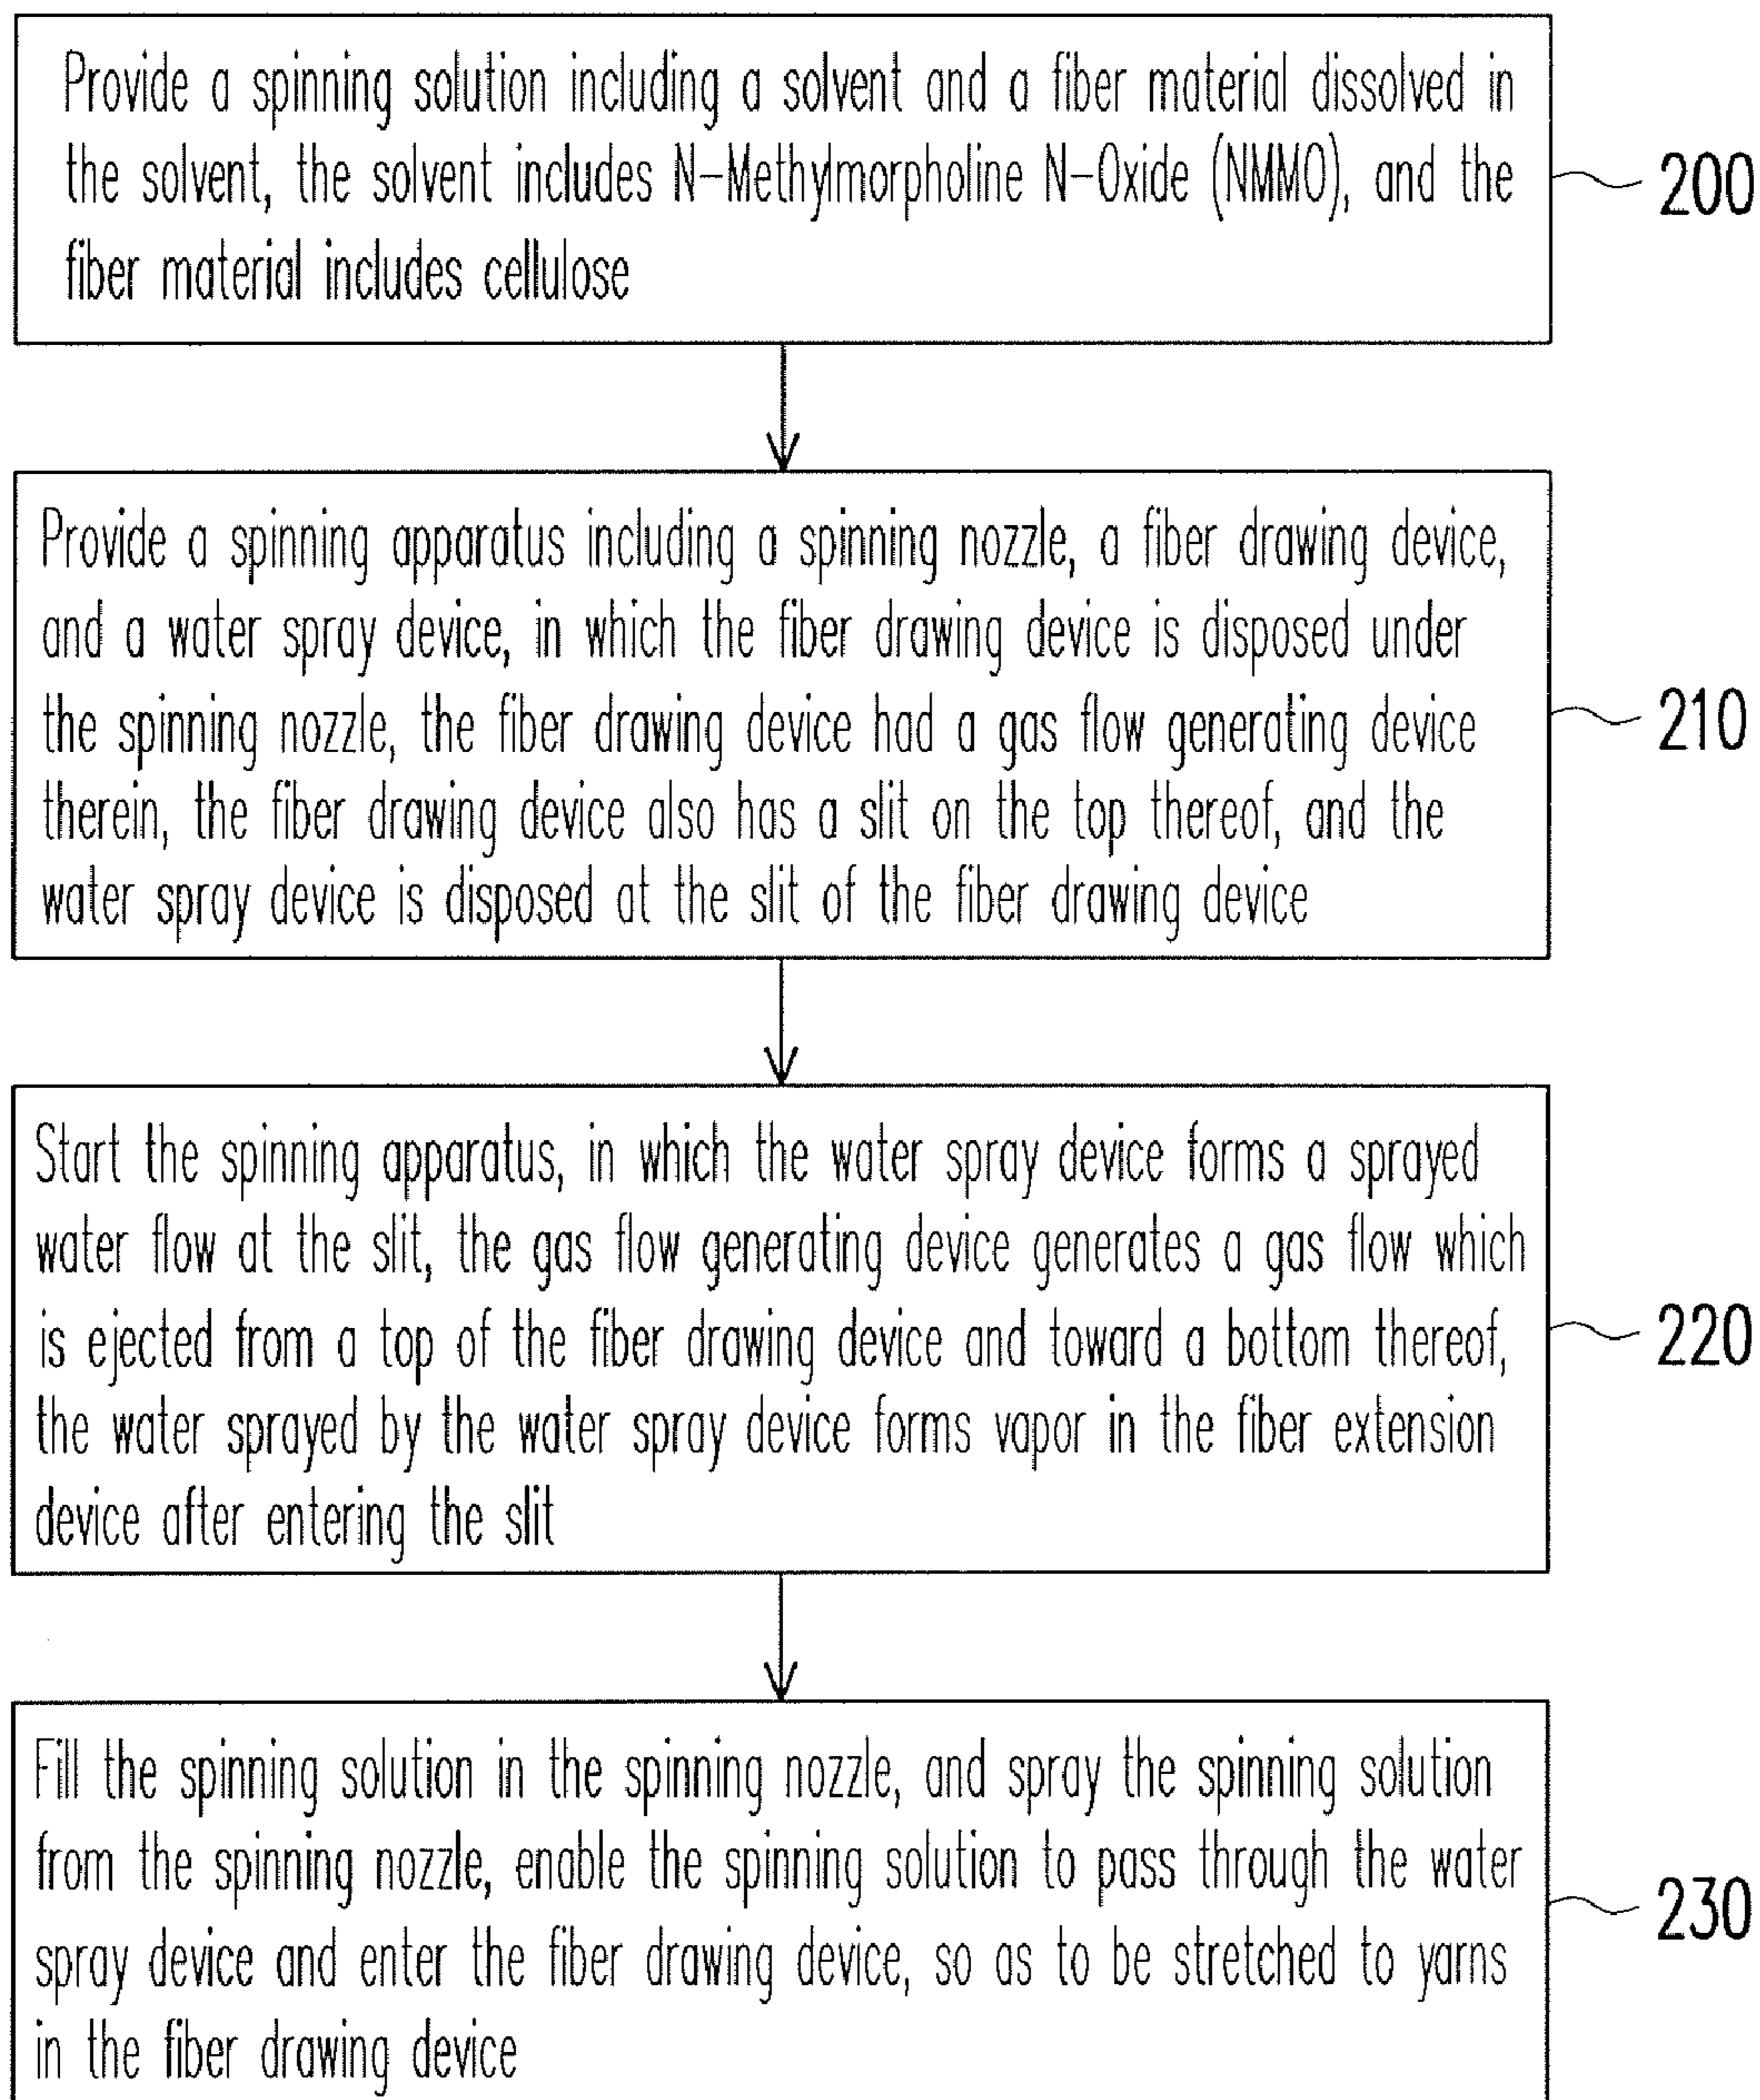 Provide a spinning solution including a solvent and a fiber material dissolved in
the solvent, the solvent includes N-Methylmorpholine N-Oxide (NMMO), and the
fiber material includes cellulose
200
Provide a spinning apparatus including a spinning nozzle, a fiber drawing device,
and a water spray device, in which the fiber drawing device is disposed under
the spinning nozzle, the fiber drawing device had a gas flow generating device
therein, the fiber drawing device also has a slit on the top thereof, and the
water spray device is disposed at the slit of the fiber drawing device
210
Start the spinning apparatus, in which the water spray device forms a sprayed
water flow at the slit, the gas flow generating device generates a gas flow which
is ejected from a top of the fiber drawing device and toward a bottom thereof,
the water sprayed by the water spray device forms vapor in the fiber extension
device after entering the slit
220
Fill the spinning solution in the spinning nozzle, and spray the spinning solution
from the spinning nozzle, enable the spinning solution to pass through the water
spray device and enter the fiber drawing device, so as to be stretched to yarns
in the fiber drawing device
230